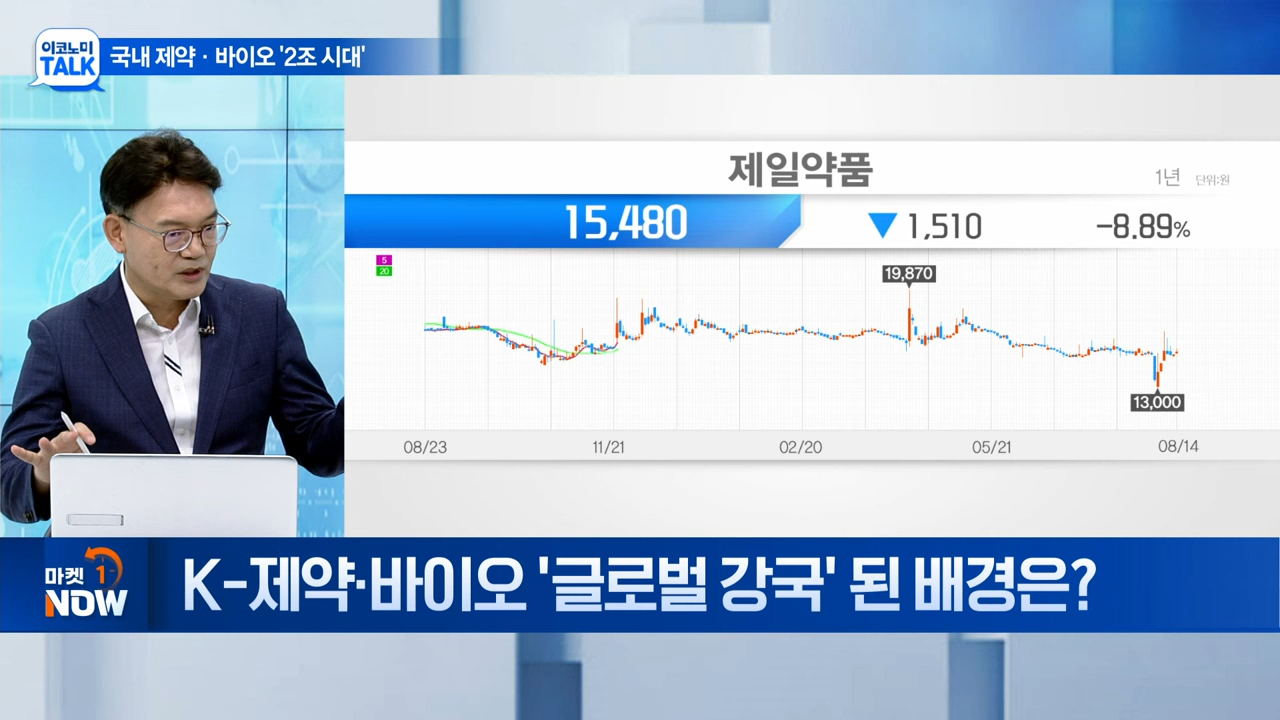 이코노미
TALK
국내 제약·바이오 '2조 시대'
제일약품
1년 단위:원
15,480 ▼1,510 -8.89%
5
20
19,870
13,000
08/23 11/21 02/20 05/21 08/14
마켓 1
NOW
K-제약·바이오 '글로벌 강국' 된 배경은?